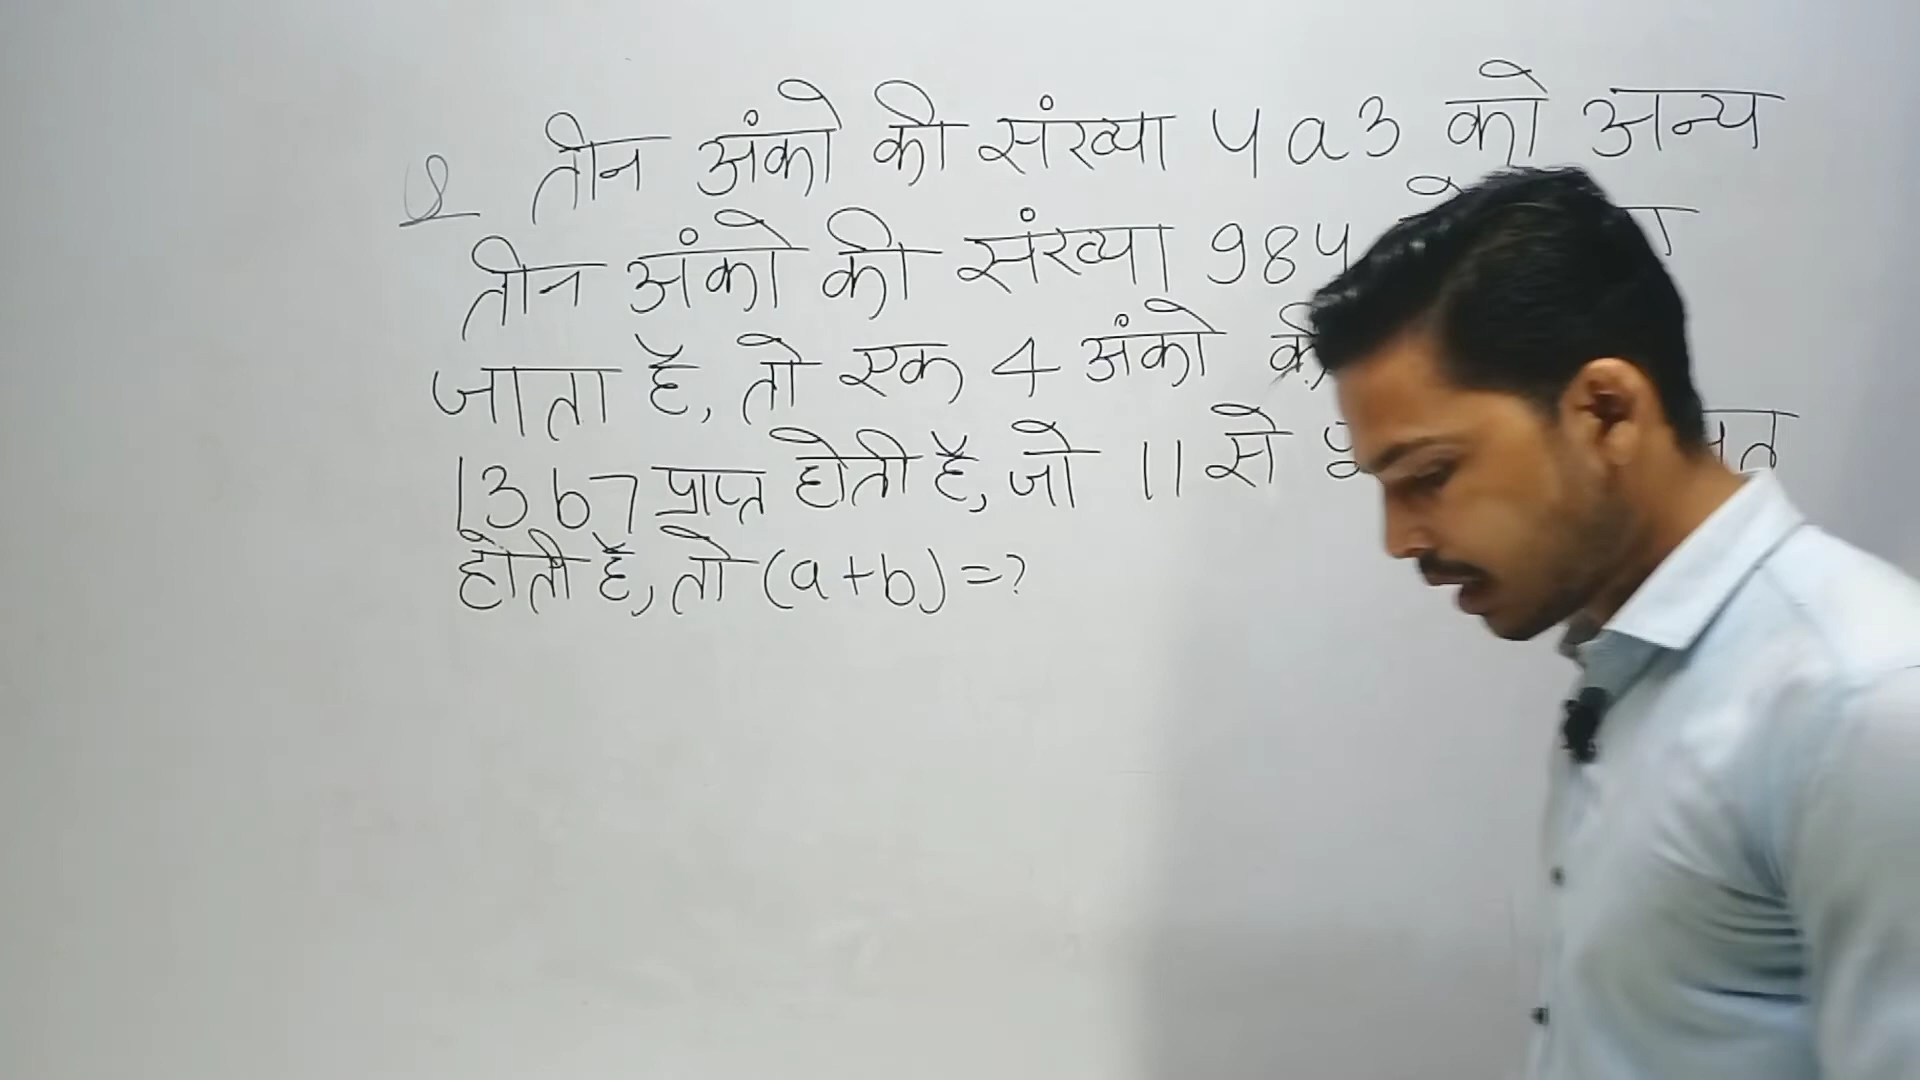 Q तीन अंको की संख्या 4a3 को अन्य
तीन अंको की संख्या 984
जाता है, तो एक 4 अंको की
13b7 प्राप्त होती है, जो 11 से
होती है, तो (a+b)=?